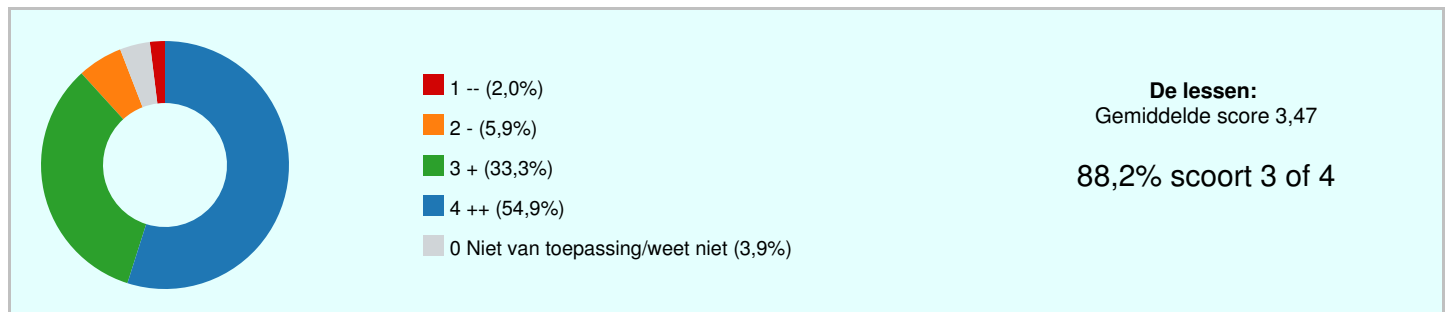 1 -- (2,0%)
2 - (5,9%)
3 + (33,3%)
4 ++ (54,9%)
0 Niet van toepassing/weet niet (3,9%)
De lessen:
Gemiddelde score 3,47
88,2% scoort 3 of 4